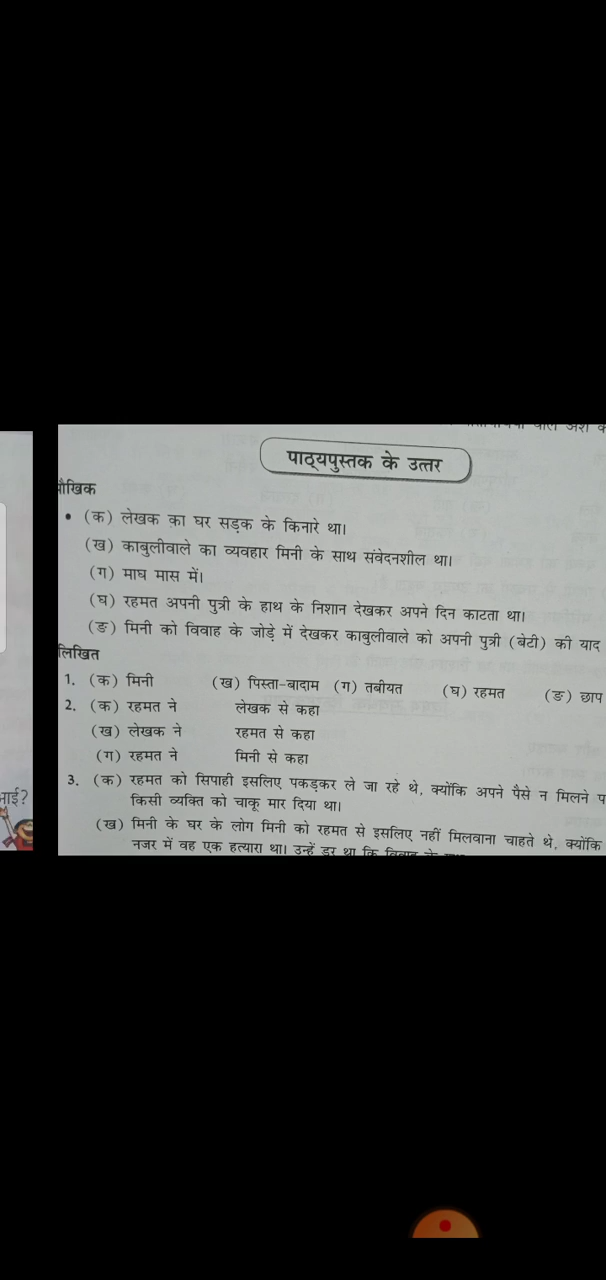 पाठ्यपुस्तक के उत्तर
मौखिक
• (क) लेखक का घर सड़क के किनारे था।
(ख) काबुलीवाले का व्यवहार मिनी के साथ संवेदनशील था।
(ग) माघ मास में।
(घ) रहमत अपनी पुत्री के हाथ के निशान देखकर अपने दिन काटता था।
(ङ) मिनी को विवाह के जोड़े में देखकर काबुलीवाले को अपनी पुत्री (बेटी) की याद
लिखित
1. (क) मिनी (ख) पिस्ता-बादाम (ग) तबीयत (घ) रहमत (ङ) छाप
2. (क) रहमत ने लेखक से कहा
(ख) लेखक ने रहमत से कहा
(ग) रहमत ने मिनी से कहा
3. (क) रहमत को सिपाही इसलिए पकड़कर ले जा रहे थे, क्योंकि अपने पैसे न मिलने प
किसी व्यक्ति को चाकू मार दिया था।
(ख) मिनी के घर के लोग मिनी को रहमत से इसलिए नहीं मिलवाना चाहते थे, क्योंकि
नजर में वह एक हत्यारा था। उन्हें डर था कि विवाह के